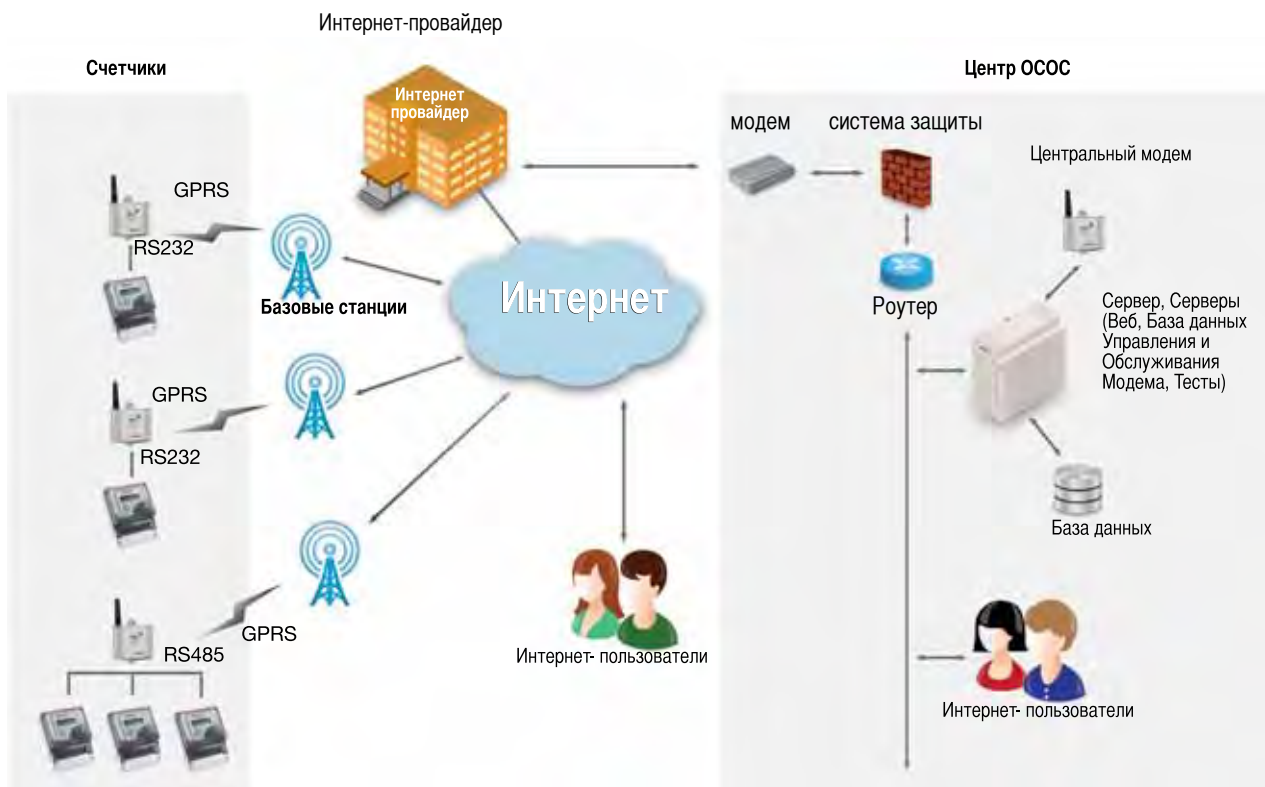 Интернет-провайдер
Счетчики
Центр ОСОС
Интернет
провайдер
модем
система защиты
Центральный модем
GPRS
RS232
Базовые станции
Интернет
Роутер
Сервер, Серверы
(Веб, База данных
Управления и
Обслуживания
Модема, Тесты)
GPRS
RS232
База данных
GPRS
RS485
Интернет- пользователи
Интернет- пользователи